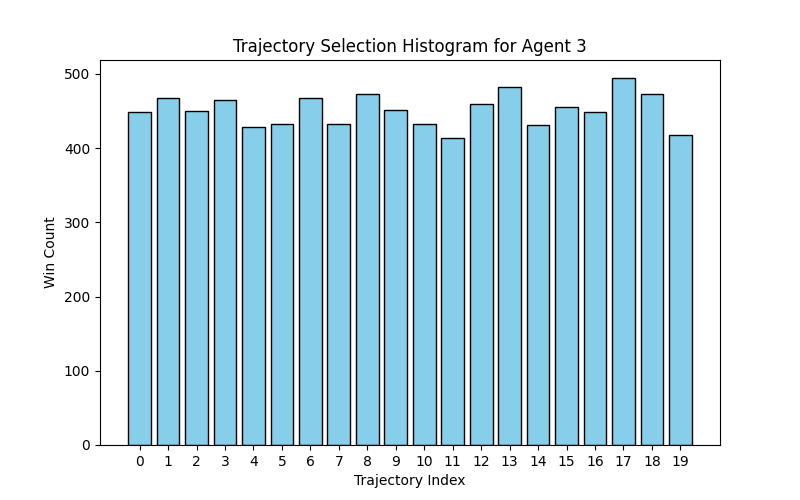 Trajectory Selection Histogram for Agent 3
500
400
300
200
100
0
Win Count
0 1 2 3 4 5 6 7 8 9 10 11 12 13 14 15 16 17 18 19
Trajectory Index